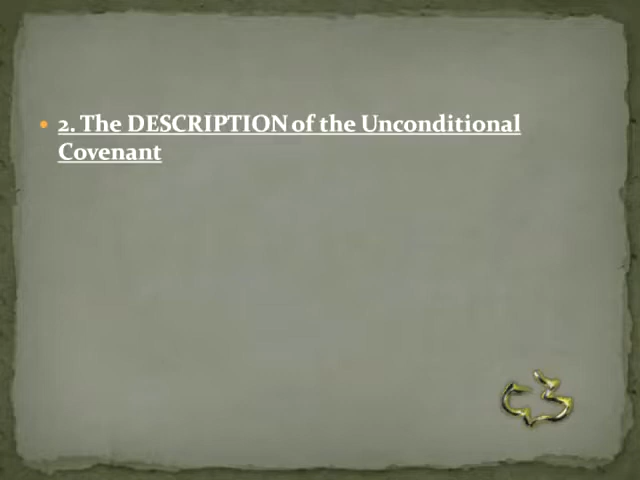 • 2. The DESCRIPTION of the Unconditional
Covenant